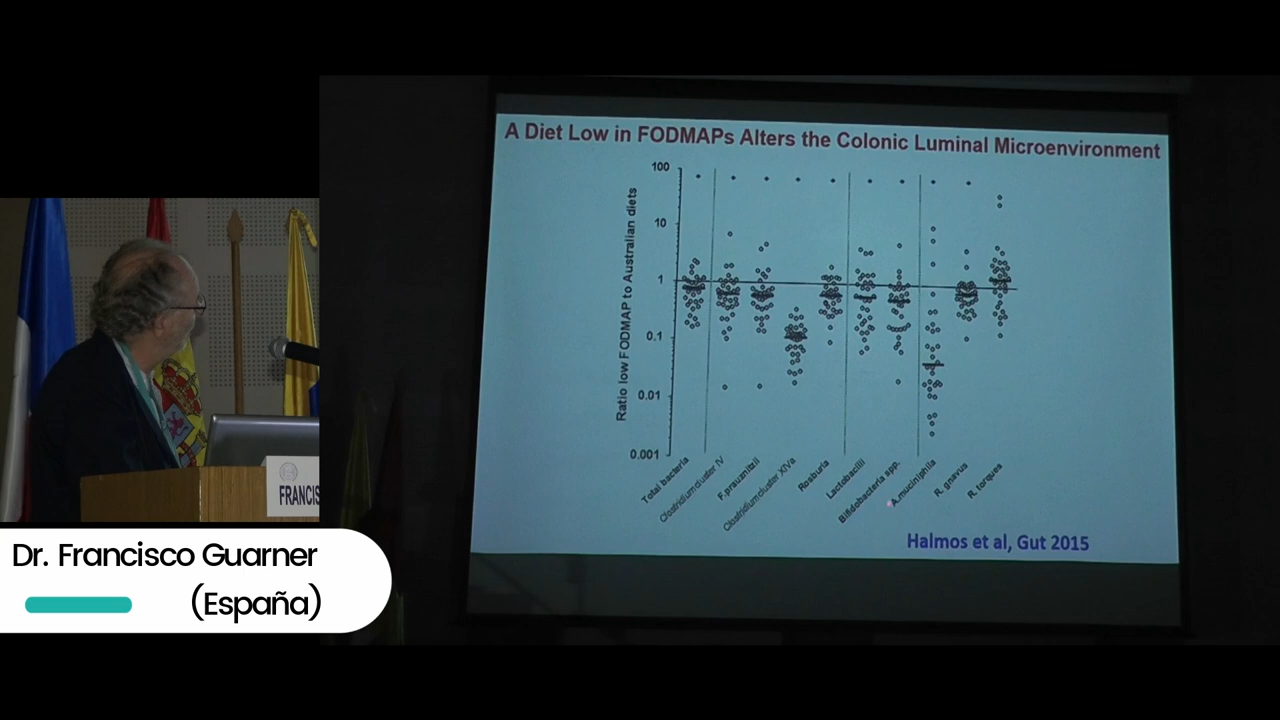 A Diet Low in FODMAPs Alters the Colonic Luminal Microenvironment
Ratio low FODMAP to Australian diets
100
10
1
0.1
0.01
0.001
Total bacteria
Clostridium cluster IV
F.prauznitzii
Clostridium cluster XIVa
Rosburia
Lactobacilli
Bifidobacteria spp.
A.muciniphila
R. gnavus
R. torques
Halmos et al, Gut 2015
FRANCIS
Dr. Francisco Guarner
(España)